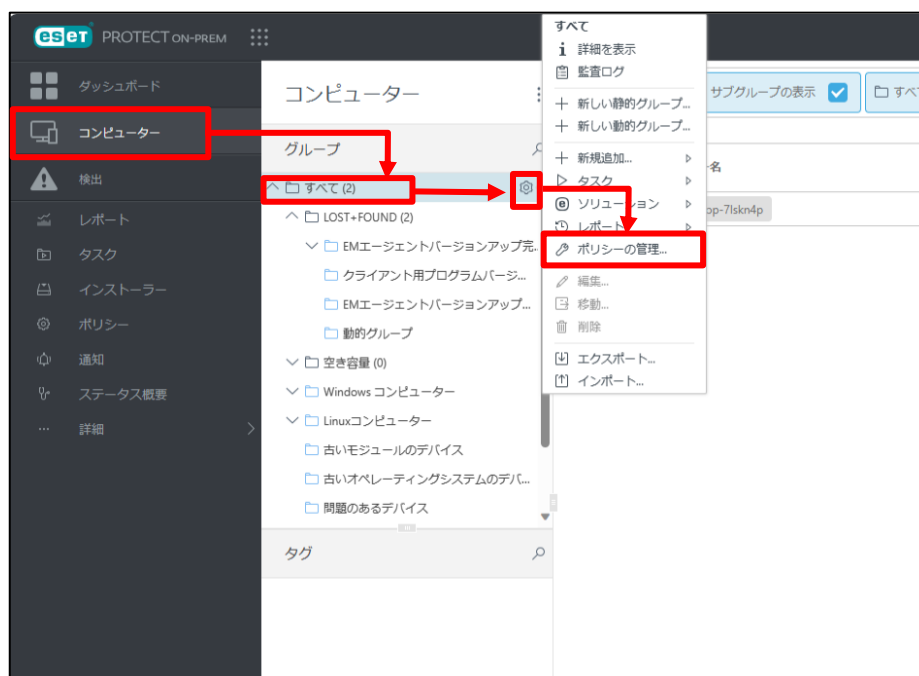 eset PROTECT ON-PREM
ダッシュボード
コンピューター
検出
レポート
タスク
インストーラー
ポリシー
通知
ステータス概要
詳細
コンピューター
グループ
すべて (2)
LOST+FOUND (2)
EMエージェントバージョンアップ完...
クライアント用プログラムバージ...
EMエージェントバージョンアップ...
動的グループ
空き容量 (0)
Windows コンピューター
Linuxコンピューター
古いモジュールのデバイス
古いオペレーティングシステムのデバ...
問題のあるデバイス
タグ
すべて
詳細を表示
監査ログ
新しい静的グループ...
新しい動的グループ...
新規追加...
タスク
ソリューション
レポート
ポリシーの管理...
編集...
移動...
削除
エクスポート...
インポート...
サブグループの表示
すべ
名
op-7lskn4p